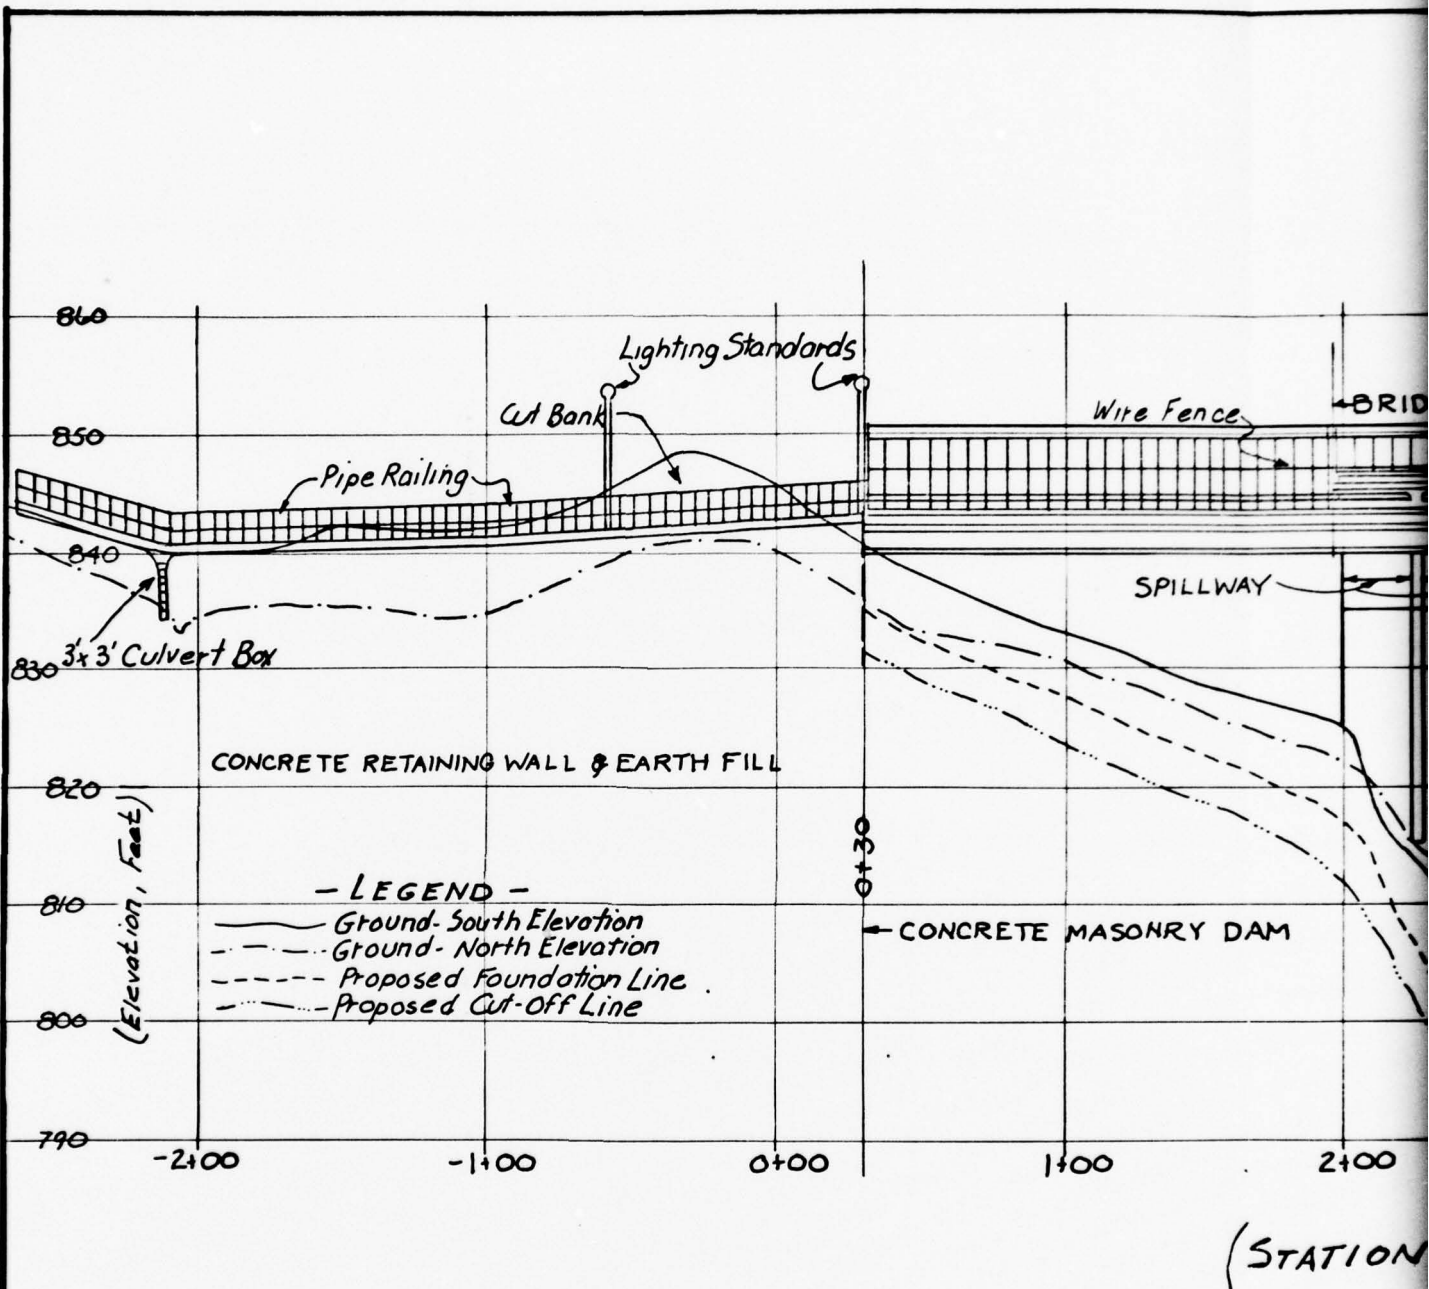 860
Lighting Standards
Cut Bank
Wire Fence
BRID
850
Pipe Railing
840
SPILLWAY
3'x 3' Culvert Box
830
CONCRETE RETAINING WALL & EARTH FILL
820
(Elevation, Feet)
0+30
- LEGEND -
810
Ground-South Elevation
CONCRETE MASONRY DAM
Ground- North Elevation
Proposed Foundation Line
Proposed Cut-Off Line
800
790
-2+00
-1+00
0+00
1+00
2+00
(STATION